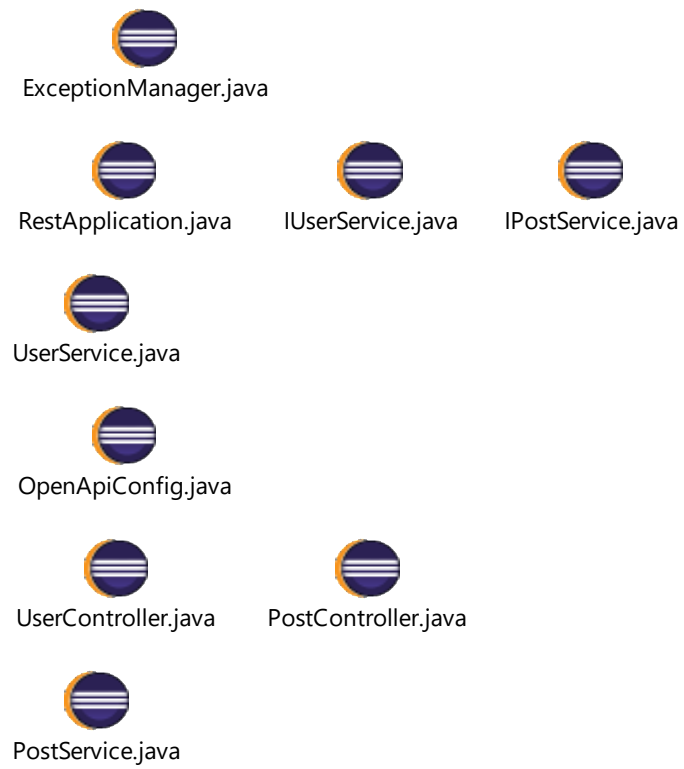 ExceptionManager.java
RestApplication.java IUserService.java IPostService.java
UserService.java
OpenApiConfig.java
UserController.java PostController.java
PostService.java